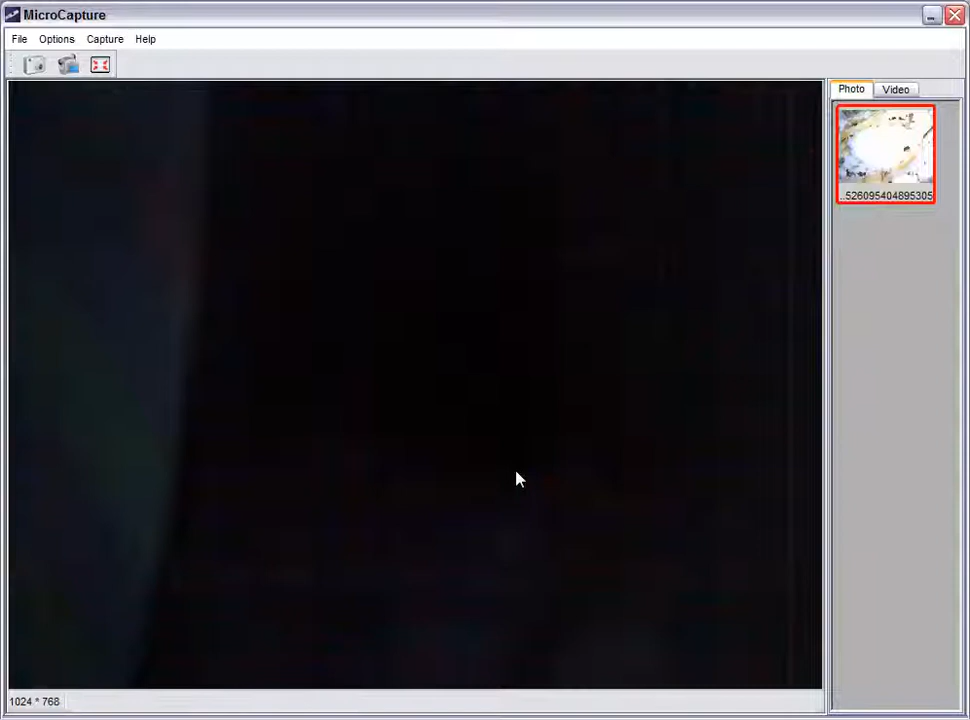 MicroCapture
File Options Capture Help
Photo Video
..526095404895305
1024 * 768